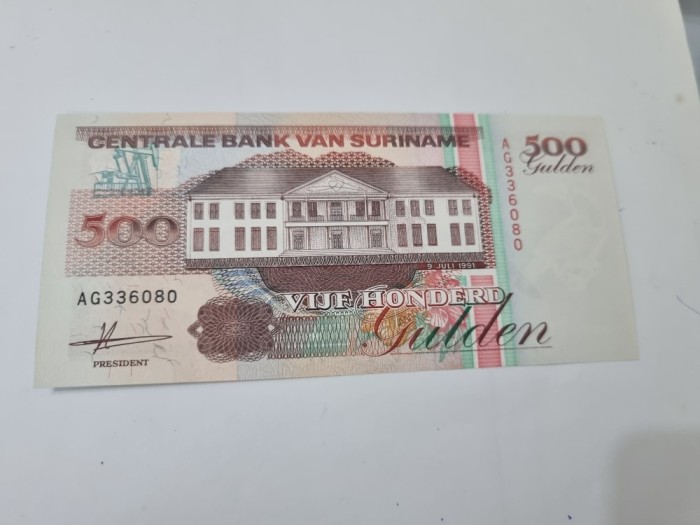 CENTRALE BANK VAN SURINAME
500
Gulden
AG336080
500
9 JULI 1991
AG336080
VIJF HONDERD
Gulden
PRESIDENT